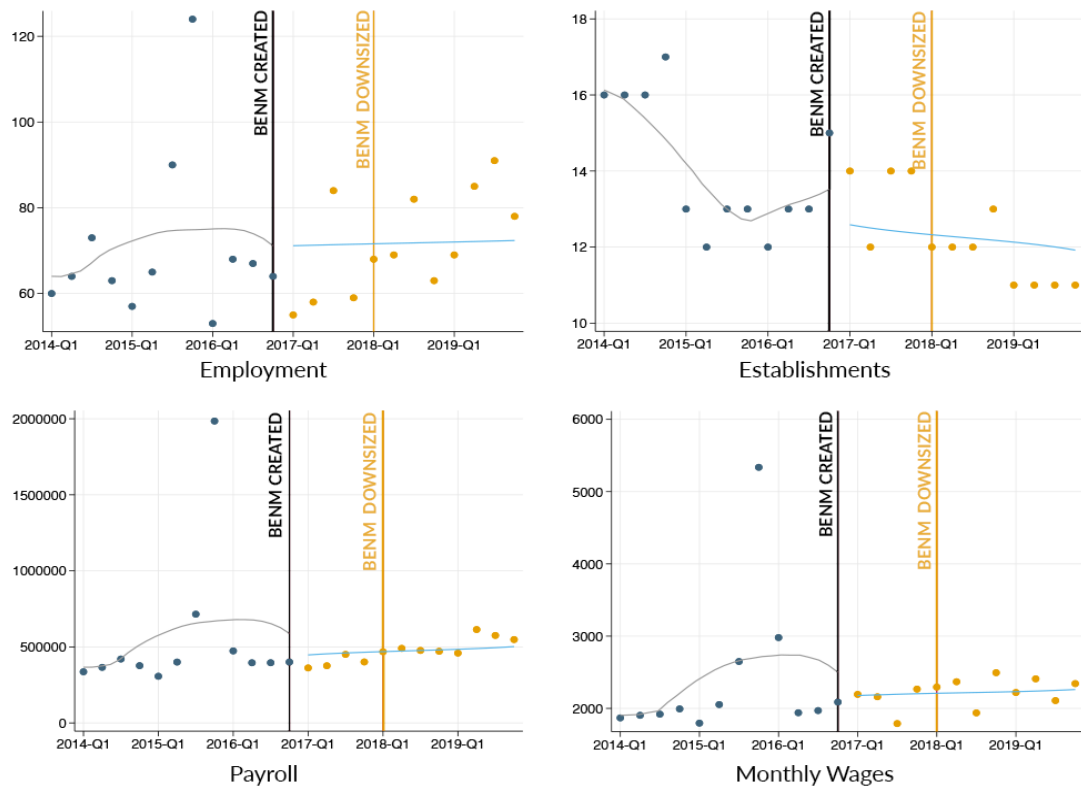 120
100
80
60
BENM CREATED
BENM DOWNSIZED
2014-Q1 2015-Q1 2016-Q1 2017-Q1 2018-Q1 2019-Q1
Employment
18
16
14
12
10
BENM CREATED
BENM DOWNSIZED
2014-Q1 2015-Q1 2016-Q1 2017-Q1 2018-Q1 2019-Q1
Establishments
2000000
1500000
1000000
500000
0
BENM CREATED
BENM DOWNSIZED
2014-Q1 2015-Q1 2016-Q1 2017-Q1 2018-Q1 2019-Q1
Payroll
6000
5000
4000
3000
2000
BENM CREATED
BENM DOWNSIZED
2014-Q1 2015-Q1 2016-Q1 2017-Q1 2018-Q1 2019-Q1
Monthly Wages